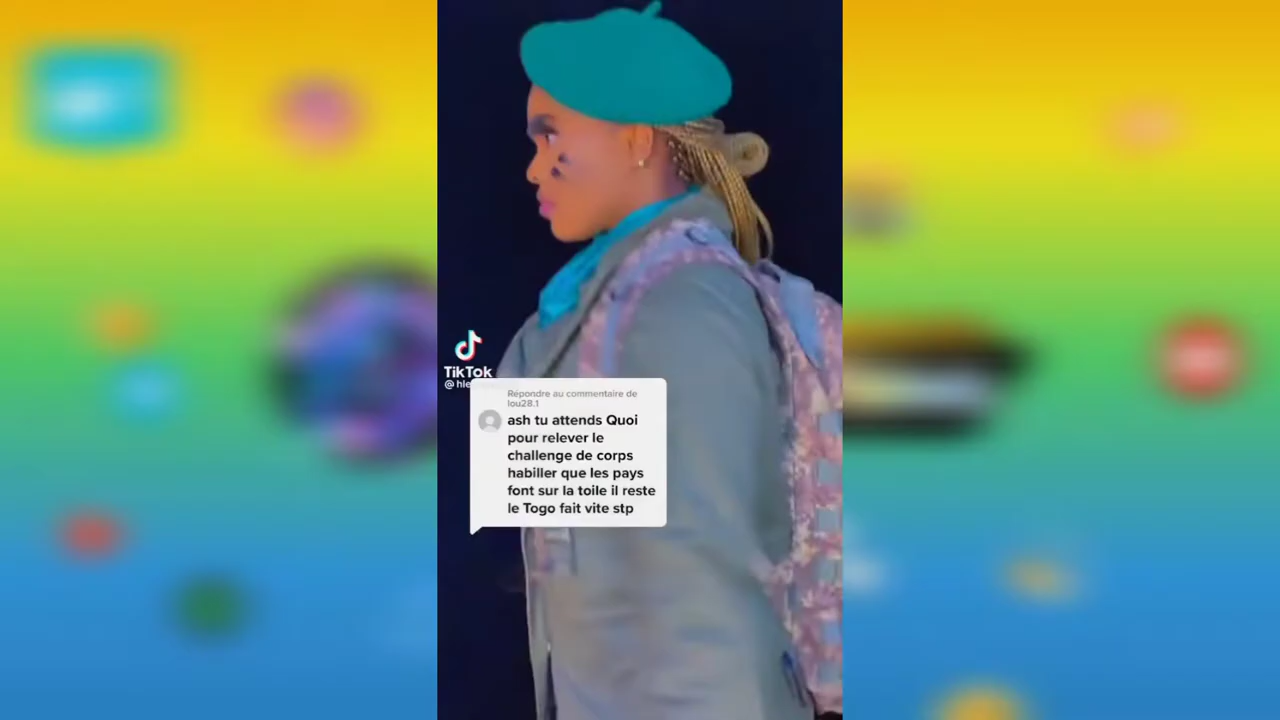 TikTok
Répondre au commentaire de
lou28.1
ash tu attends Quoi
pour relever le
challenge de corps
habiller que les pays
font sur la toile il reste
le Togo fait vite stp